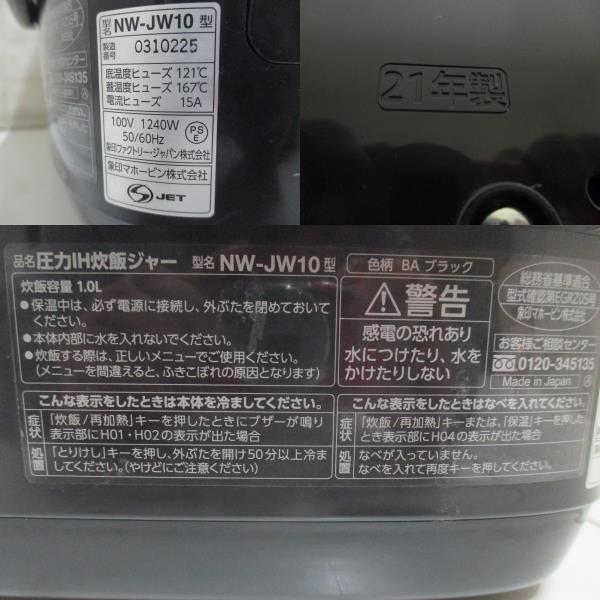 型名 NW-JW10 型
製造番号 0310225
底温度ヒューズ 121℃
蓋温度ヒューズ 167℃
電流ヒューズ 15A
100V 1240W
50/60Hz
PSE
象印ファクトリー・ジャパン株式会社
象印マホービン株式会社
S JET
センター
-345135
21年製
品名 圧力IH炊飯ジャー 型名 NW-JW10 型
炊飯容量 1.0L
●保温中は、必ず電源に接続し、外ぶたを閉めておいて
ください。
●本体内部に水を入れないでください。
●炊飯する際は、正しいメニューでご使用ください。
(メニューを間違えると、ふきこぼれの原因となります)
色柄 BA ブラック
警告
感電の恐れあり
水につけたり、水を
かけたりしない
総務省基準適合
型式確認第EGRZ05号
象印マホービン株式会社
お客様ご相談センター
0120-345135
Made in Japan Ⓐ
こんな表示をしたときは本体を冷ましてください。
症状 「炊飯/再加熱」キーを押したときにブザーが鳴り
表示部にH01・H02の表示が出た場合
処置 「とりけし」キーを押し、外ぶたを開け50分以上冷ま
してください。(やけどにご注意ください)
こんな表示をしたときはなべを入れてください。
症状 「炊飯/再加熱」キーまたは、「保温」キーを押した
とき表示部にH04の表示が出た場合
処置 なべが入っていません。
なべを入れて再度キーを押してください。